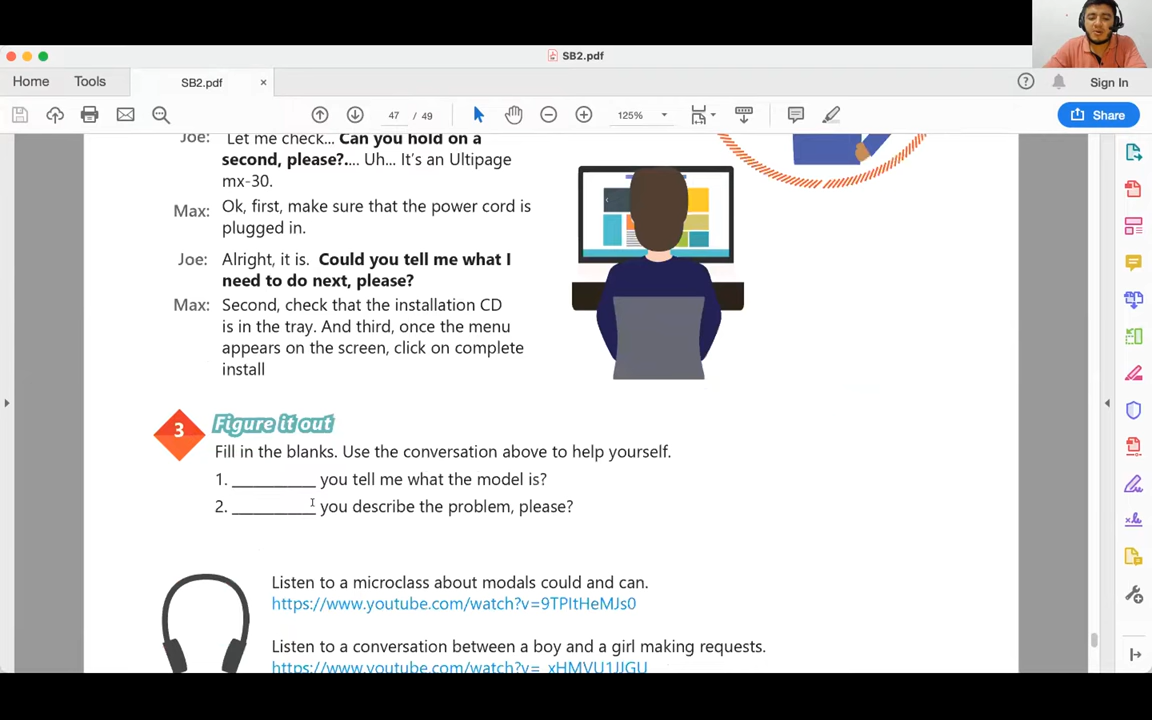 SB2.pdf
Home
Tools
SB2.pdf
Sign In
47 / 49
125%
Share
Joe: Let me check... Can you hold on a
second, please?.... Uh... It's an Ultipage
mx-30.
Max: Ok, first, make sure that the power cord is
plugged in.
Joe: Alright, it is. Could you tell me what I
need to do next, please?
Max: Second, check that the installation CD
is in the tray. And third, once the menu
appears on the screen, click on complete
install
3
Figure it out
Fill in the blanks. Use the conversation above to help yourself.
1. ___________ you tell me what the model is?
2. ___________ you describe the problem, please?
Listen to a microclass about modals could and can.
https://www.youtube.com/watch?v=9TPItHeMJs0
Listen to a conversation between a boy and a girl making requests.
https://www.youtube.com/watch?v=_xHMVU1JJGU